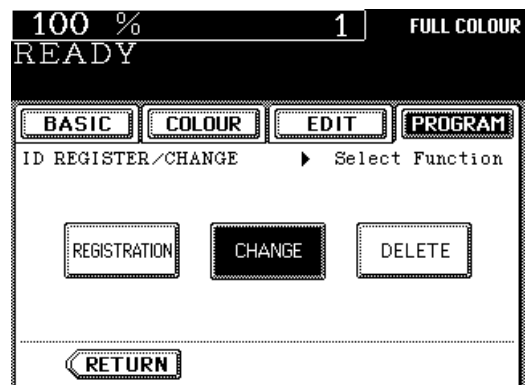 100 % 1 FULL COLOUR
READY
BASIC COLOUR EDIT PROGRAM
ID REGISTER/CHANGE ▶ Select Function
REGISTRATION CHANGE DELETE
RETURN